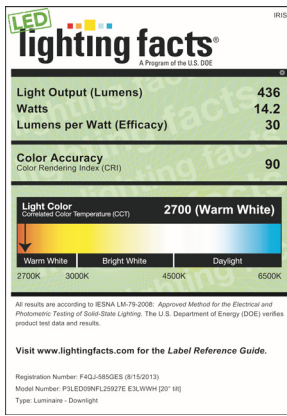 IRIS
LED
lighting facts®
A Program of the U.S. DOE
Light Output (Lumens) 436
Watts 14.2
Lumens per Watt (Efficacy) 30
Color Accuracy
Color Rendering Index (CRI) 90
Light Color
Correlated Color Temperature (CCT) 2700 (Warm White)
Warm White Bright White Daylight
2700K 3000K 4500K 6500K
All results are according to IESNA LM-79-2008: Approved Method for the Electrical and
Photometric Testing of Solid-State Lighting. The U.S. Department of Energy (DOE) verifies
product test data and results.
Visit www.lightingfacts.com for the Label Reference Guide.
Registration Number: F4QJ-585GES (8/15/2013)
Model Number: P3LED09NFL25927E E3LWWH [20" tilt]
Type: Luminaire - Downlight